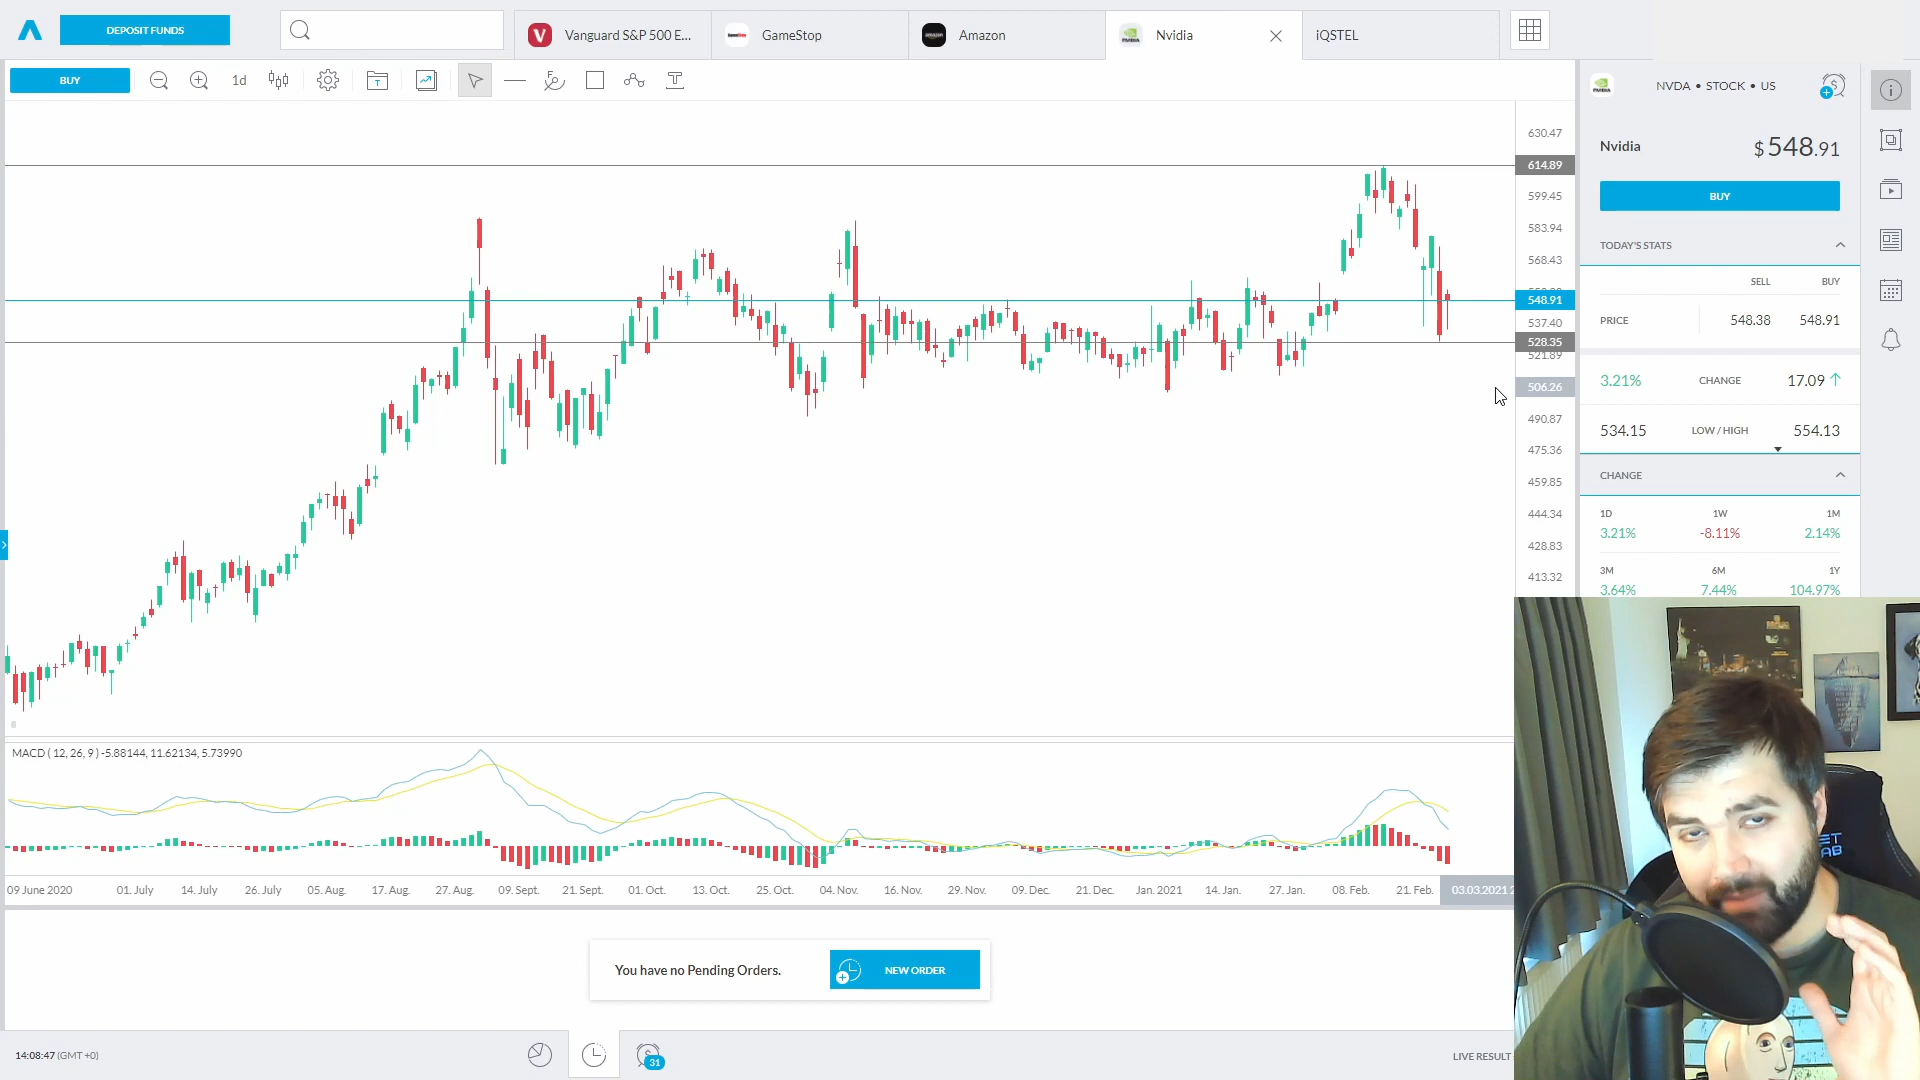 DEPOSIT FUNDS
Vanguard S&P 500 E...
GameStop
Amazon
Nvidia
iQSTEL
BUY
1d
NVDA • STOCK • US
Nvidia
$548.91
BUY
TODAY'S STATS
SELL BUY
PRICE 548.38 548.91
3.21% CHANGE 17.09
534.15 LOW / HIGH 554.13
CHANGE
1D 1W 1M
3.21% -8.11% 2.14%
3M 6M 1Y
3.64% 7.44% 104.97%
630.47
614.89
599.45
583.94
568.43
548.91
537.40
528.35
521.89
506.26
490.87
475.36
459.85
444.34
428.83
413.32
MACD ( 12, 26, 9 ) -5.88144, 11.62134, 5.73990
09 June 2020 01. July 14. July 26. July 05. Aug. 17. Aug. 27. Aug. 09. Sept. 21. Sept. 01. Oct. 13. Oct. 25. Oct. 04. Nov. 16. Nov. 29. Nov. 09. Dec. 21. Dec. Jan. 2021 14. Jan. 27. Jan. 08. Feb. 21. Feb. 03.03.2021 2
You have no Pending Orders.
NEW ORDER
14:08:47 (GMT +0)
31
LIVE RESULT